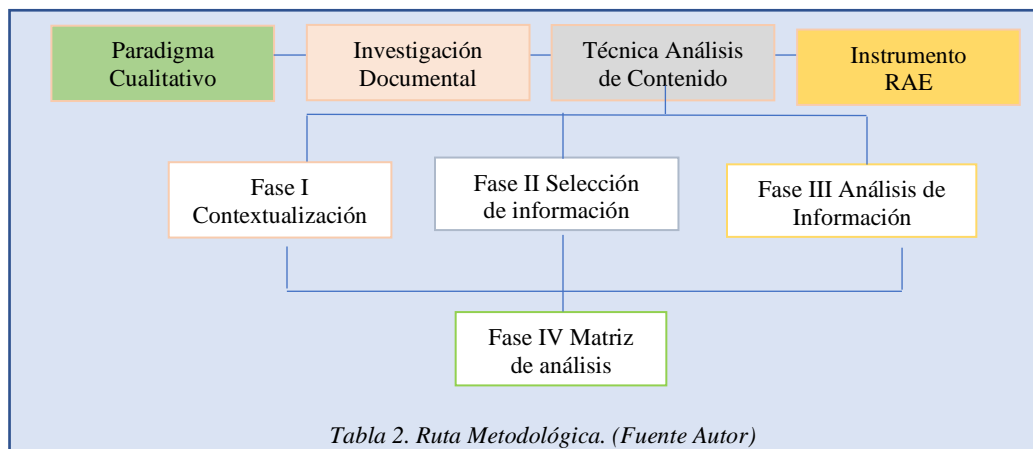 Paradigma
Cualitativo
Investigación
Documental
Técnica Análisis
de Contenido
Instrumento
RAE
Fase I
Contextualización
Fase II Selección
de información
Fase III Análisis de
Información
Fase IV Matriz
de análisis
Tabla 2. Ruta Metodológica. (Fuente Autor)